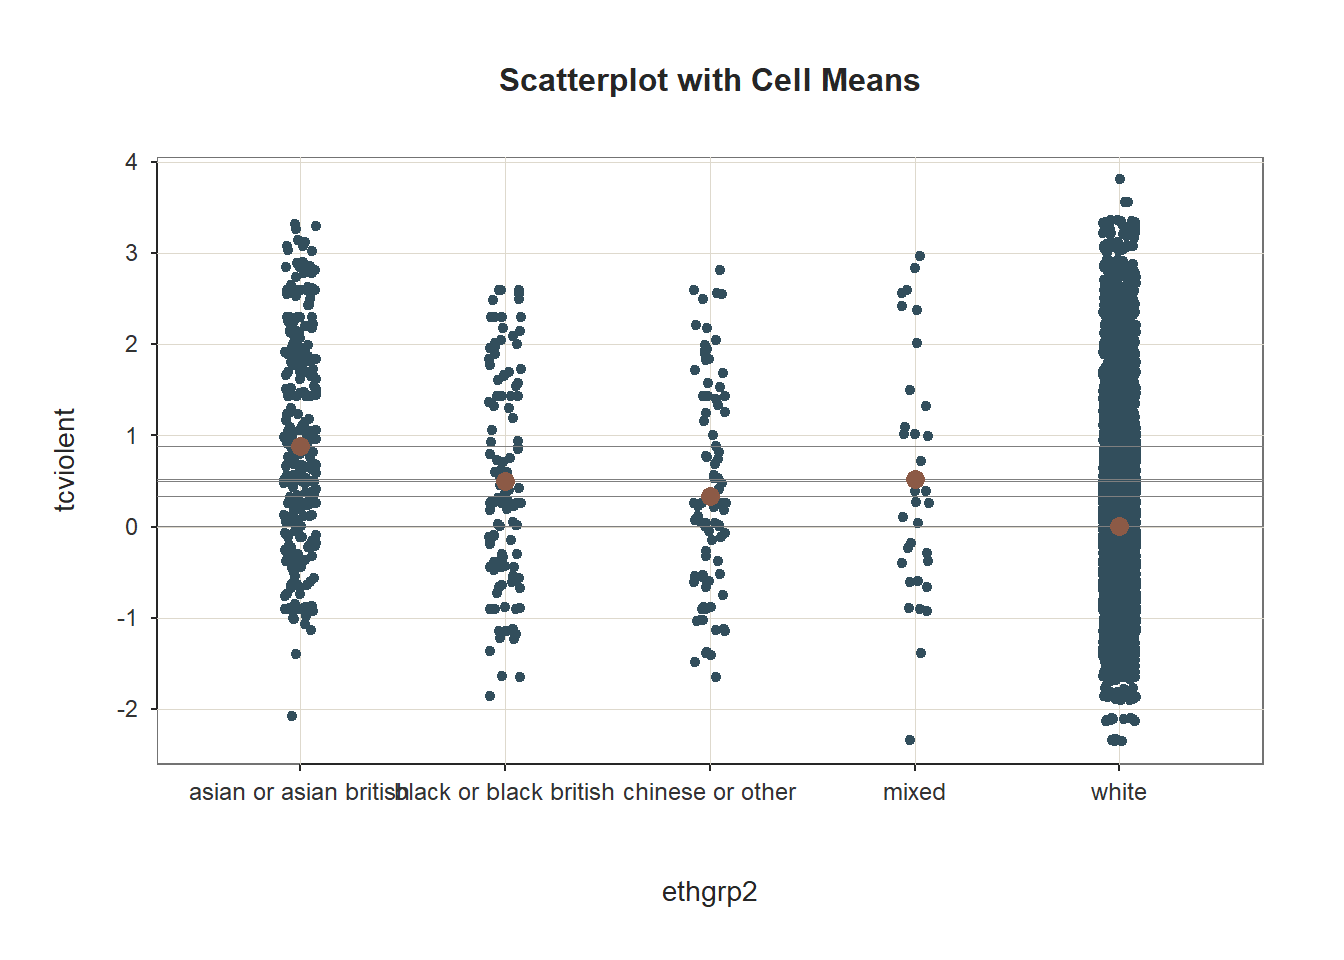 Scatterplot with Cell Means
tcviolent
4
3
2
1
0
-1
-2
asian or asian british black or black british chinese or other mixed white
ethgrp2